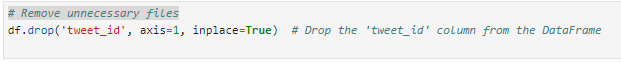 # Remove unnecessary files
df.drop('tweet_id', axis=1, inplace=True)  # Drop the 'tweet_id' column from the DataFrame